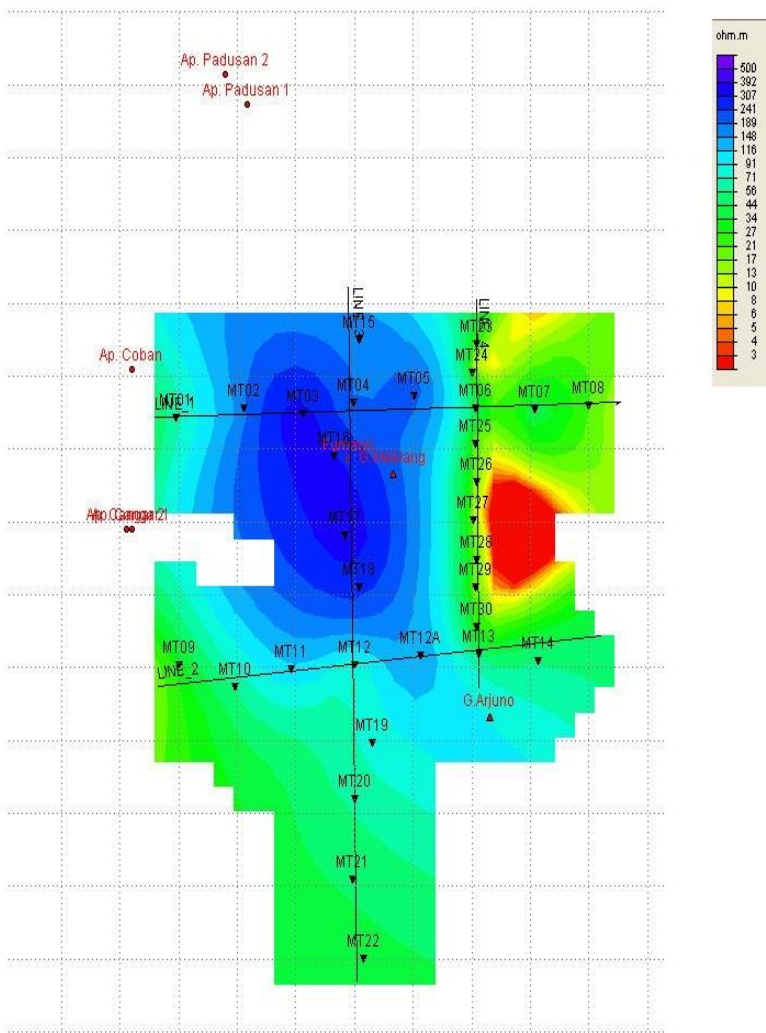 ohm.m
500
392
307
241
189
148
116
91
71
56
44
34
27
21
17
13
10
8
6
5
4
3
Ap. Padusan 2
Ap. Padusan 1
LINE_3
LINE_4
MT15
MT23
Ap. Coban
MT24
MT01
MT02
MT03
MT04
MT05
MT06
MT07
MT08
LINE_1
MT25
MT16
MT26
MT27
MT17
MT28
MT18
MT29
MT30
MT09
MT10
MT11
MT12
MT12A
MT13
MT14
LINE_2
G.Arjuno
MT19
MT20
MT21
MT22